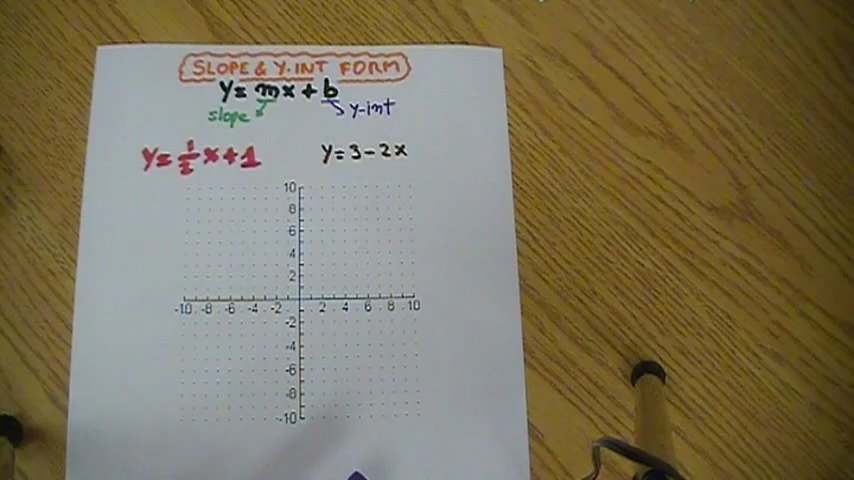 SLOPE & Y-INT FORM
y = mx + b
slope y-int
y = 1/2 x + 1 y = 3 - 2x
10
8
6
4
2
-10 -8 -6 -4 -2 2 4 6 8 10
-2
-4
-6
-8
-10